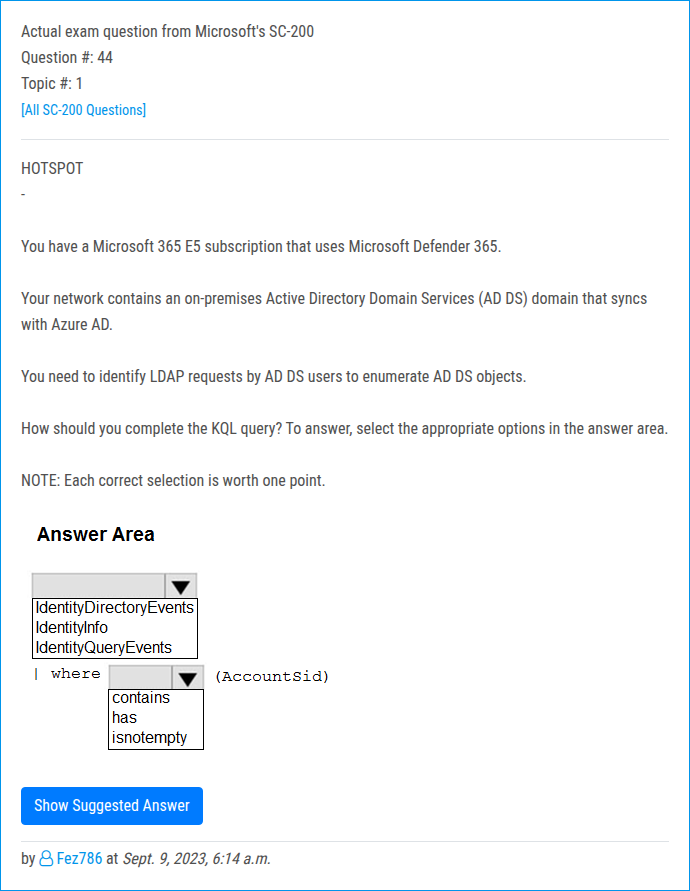 Actual exam question from Microsoft's SC-200
Question #: 44
Topic #: 1
[All SC-200 Questions]
HOTSPOT
-
You have a Microsoft 365 E5 subscription that uses Microsoft Defender 365.
Your network contains an on-premises Active Directory Domain Services (AD DS) domain that syncs
with Azure AD.
You need to identify LDAP requests by AD DS users to enumerate AD DS objects.
How should you complete the KQL query? To answer, select the appropriate options in the answer area.
NOTE: Each correct selection is worth one point.
Answer Area
IdentityDirectoryEvents
IdentityInfo
IdentityQueryEvents
| where (AccountSid)
contains
has
isnotempty
Show Suggested Answer
by Fez786 at Sept. 9, 2023, 6:14 a.m.